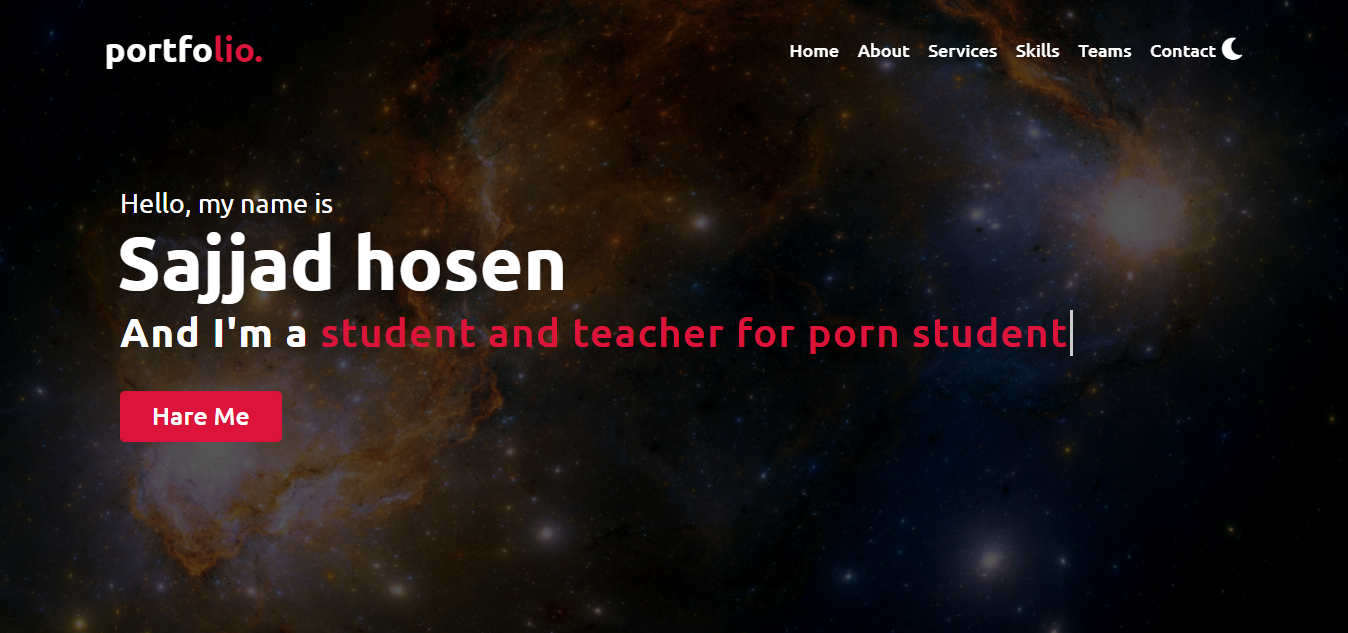 portfolio.
Home About Services Skills Teams Contact
Hello, my name is
Sajjad hosen
And I'm a student and teacher for porn student
Hare Me